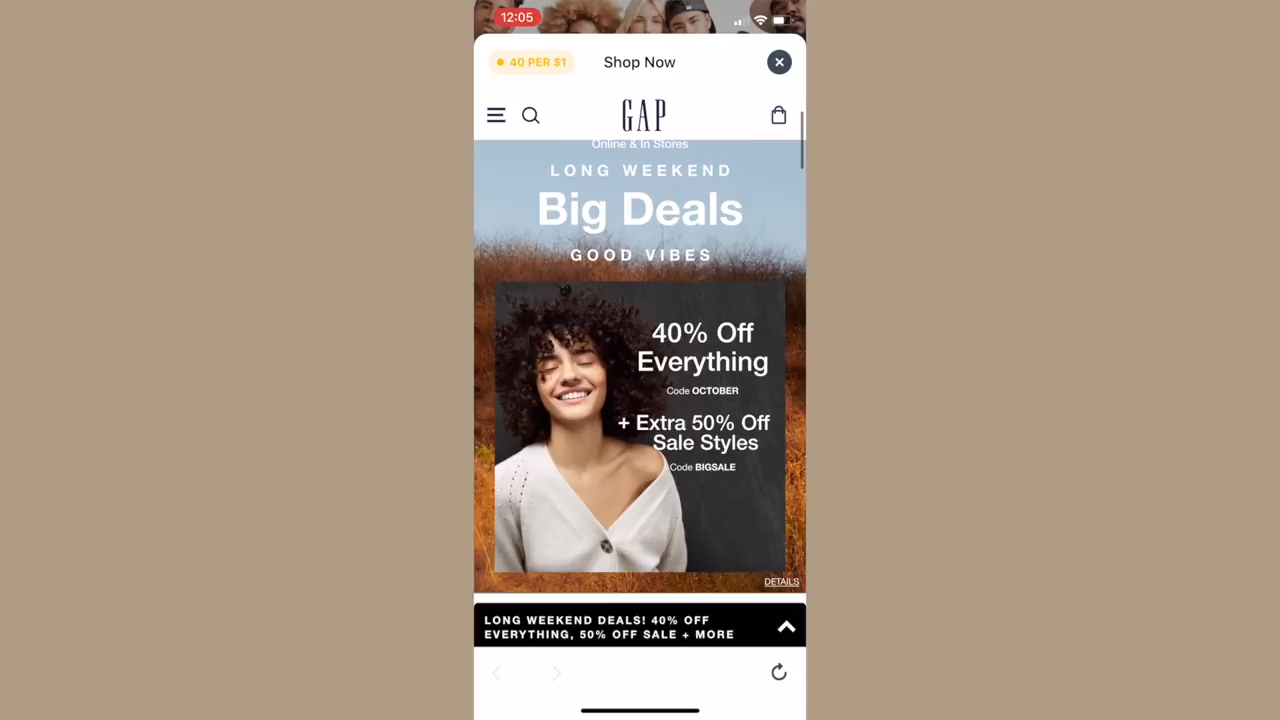 12:05
40 PER $1
Shop Now
GAP
Online & In Stores
LONG WEEKEND
Big Deals
GOOD VIBES
40% Off
Everything
Code OCTOBER
+ Extra 50% Off
Sale Styles
Code BIGSALE
DETAILS
LONG WEEKEND DEALS! 40% OFF
EVERYTHING, 50% OFF SALE + MORE